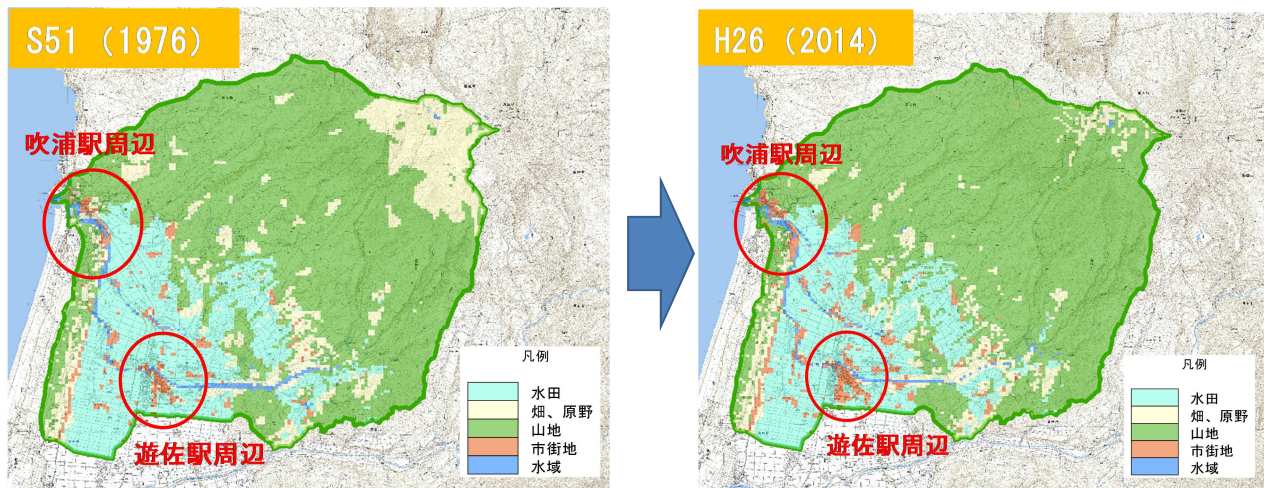 S51（1976）
吹浦駅周辺
遊佐駅周辺
凡例
水田
畑、原野
山地
市街地
水域
H26（2014）
吹浦駅周辺
遊佐駅周辺
凡例
水田
畑、原野
山地
市街地
水域